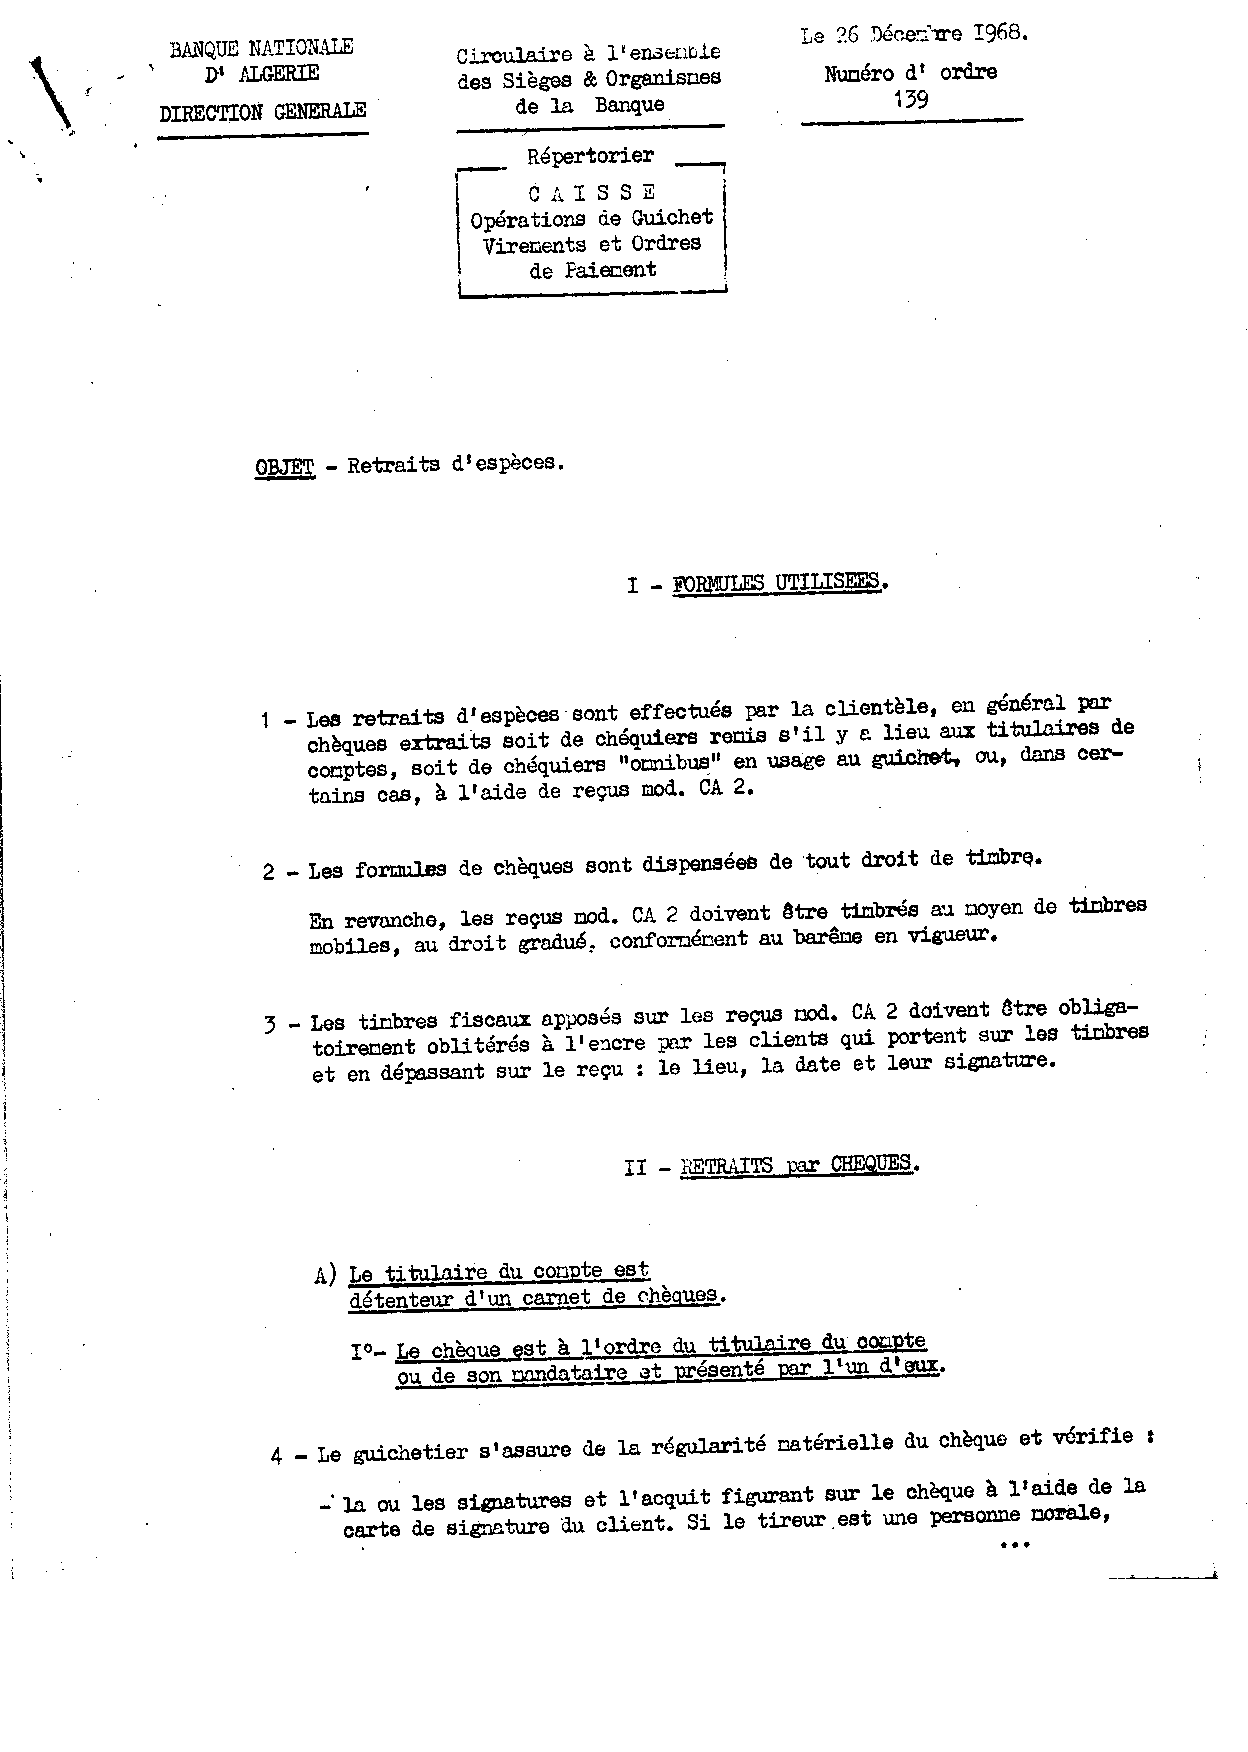 BANQUE NATIONALE
D' ALGERIE
DIRECTION GENERALE
Circulaire à l'ensemble
des Sièges & Organismes
de la Banque
Le 26 Décembre 1968.
Numéro d' ordre
139
Répertorier
C A I S S E
Opérations de Guichet
Virements et Ordres
de Paiement
OBJET - Retraits d'espèces.
I - FORMULES UTILISEES.
1 - Les retraits d'espèces sont effectués par la clientèle, en général par
chèques extraits soit de chéquiers remis s'il y a lieu aux titulaires de
comptes, soit de chéquiers "omnibus" en usage au guichet, ou, dans cer-
tains cas, à l'aide de reçus mod. CA 2.
2 - Les formules de chèques sont dispensées de tout droit de timbre.
En revanche, les reçus mod. CA 2 doivent être timbrés au moyen de timbres
mobiles, au droit gradué, conformément au barême en vigueur.
3 - Les timbres fiscaux apposés sur les reçus mod. CA 2 doivent être obliga-
toirement oblitérés à l'encre par les clients qui portent sur les timbres
et en dépassant sur le reçu : le lieu, la date et leur signature.
II - RETRAITS par CHEQUES.
A) Le titulaire du compte est
détenteur d'un carnet de chèques.
I°- Le chèque est à l'ordre du titulaire du compte
ou de son mandataire et présenté par l'un d'eux.
4 - Le guichetier s'assure de la régularité matérielle du chèque et vérifie :
- la ou les signatures et l'acquit figurant sur le chèque à l'aide de la
carte de signature du client. Si le tireur est une personne morale,
...